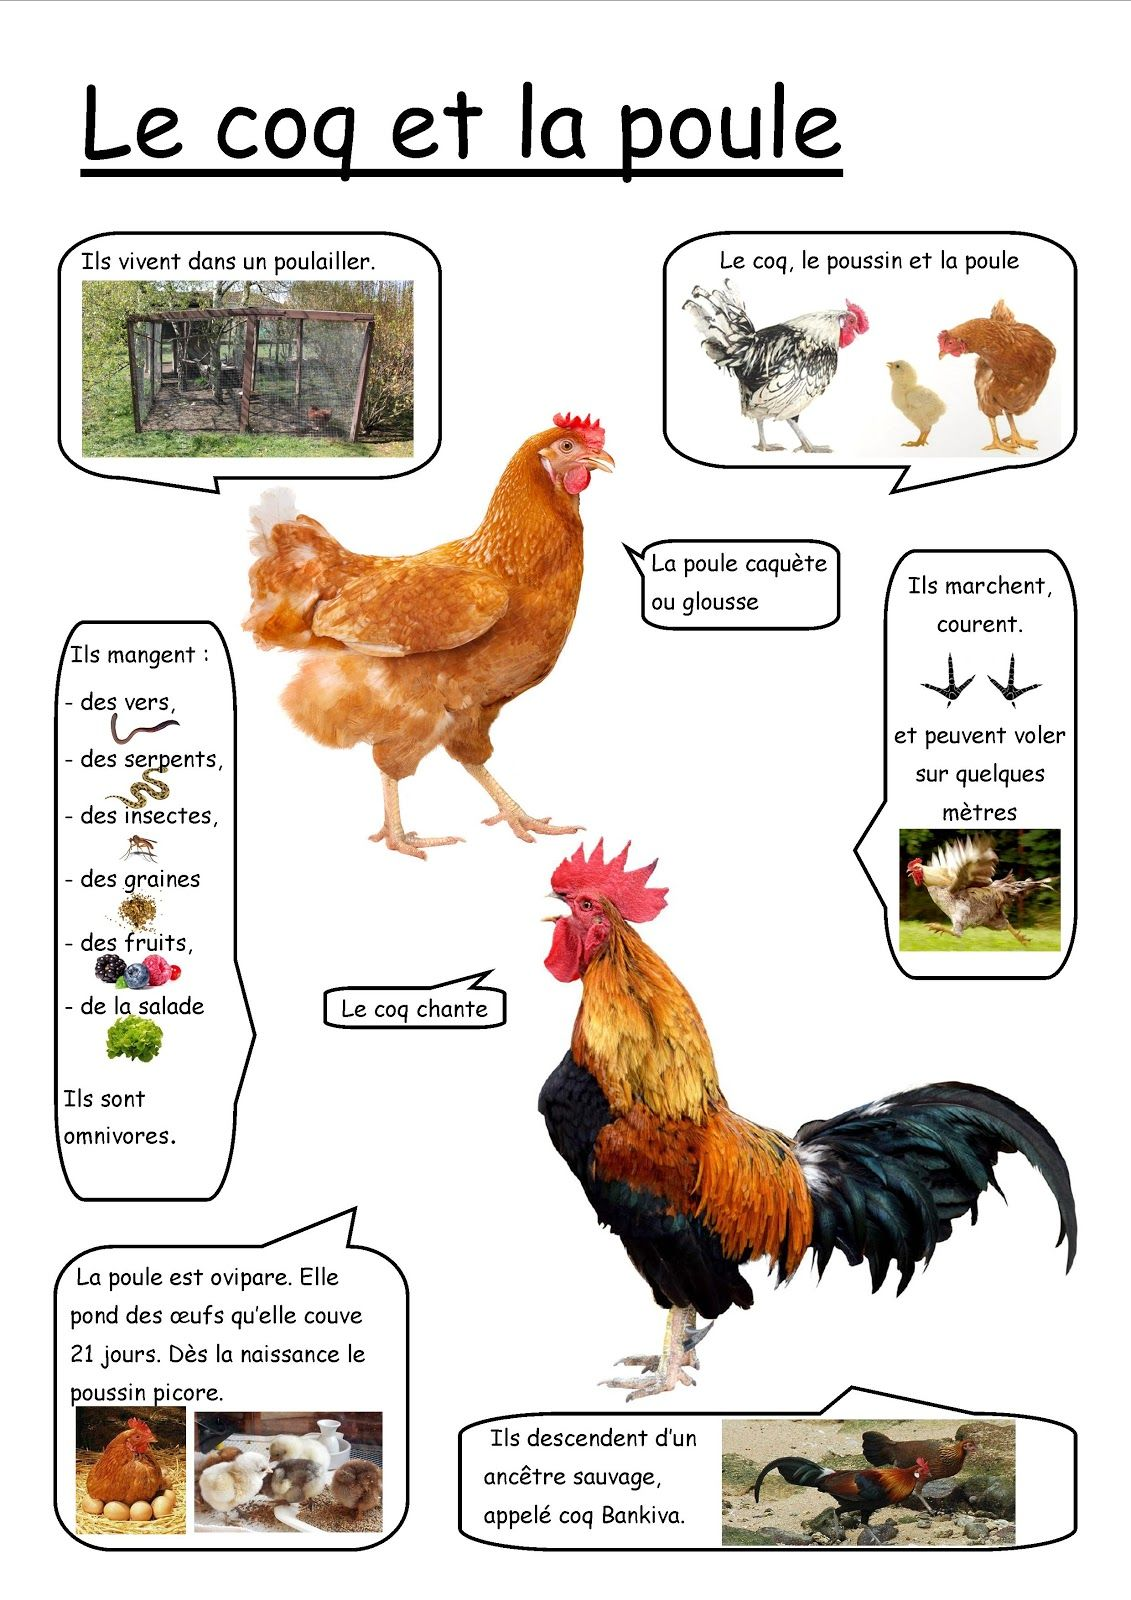 Le coq et la poule
Ils vivent dans un poulailler.
Le coq, le poussin et la poule
La poule caquète
ou glousse
Ils marchent,
courent.
et peuvent voler
sur quelques
mètres
Ils mangent :
- des vers,
- des serpents,
- des insectes,
- des graines
- des fruits,
- de la salade
Ils sont
omnivores.
Le coq chante
La poule est ovipare. Elle
pond des œufs qu'elle couve
21 jours. Dès la naissance le
poussin picore.
Ils descendent d'un
ancêtre sauvage,
appelé coq Bankiva.